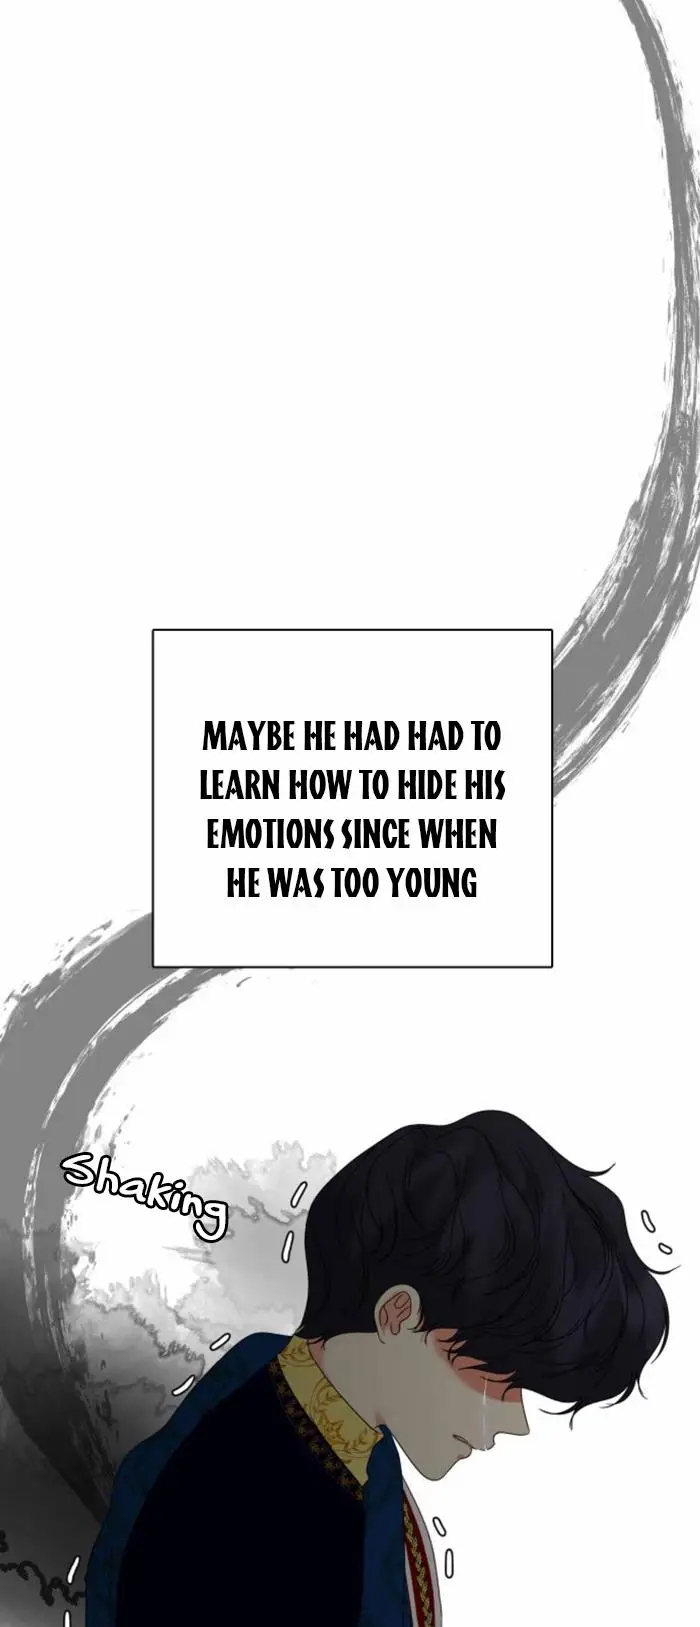 MAYBE HE HAD HAD TO
LEARN HOW TO HIDE HIS
EMOTIONS SINCE WHEN
HE WAS TOO YOUNG
Shaking